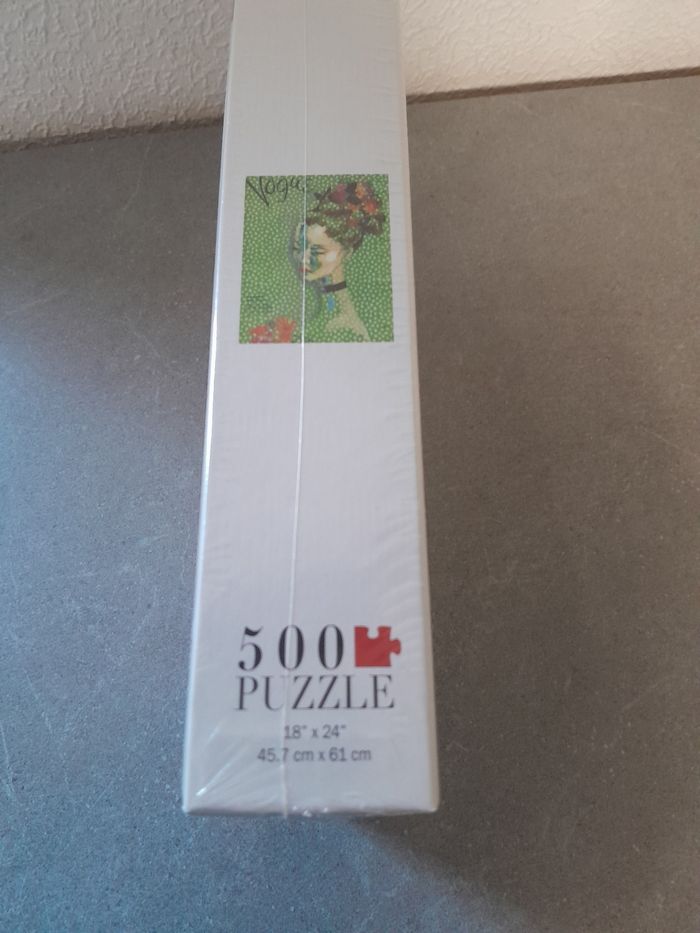 Vogue
500
PUZZLE
18" x 24"
45.7 cm x 61 cm